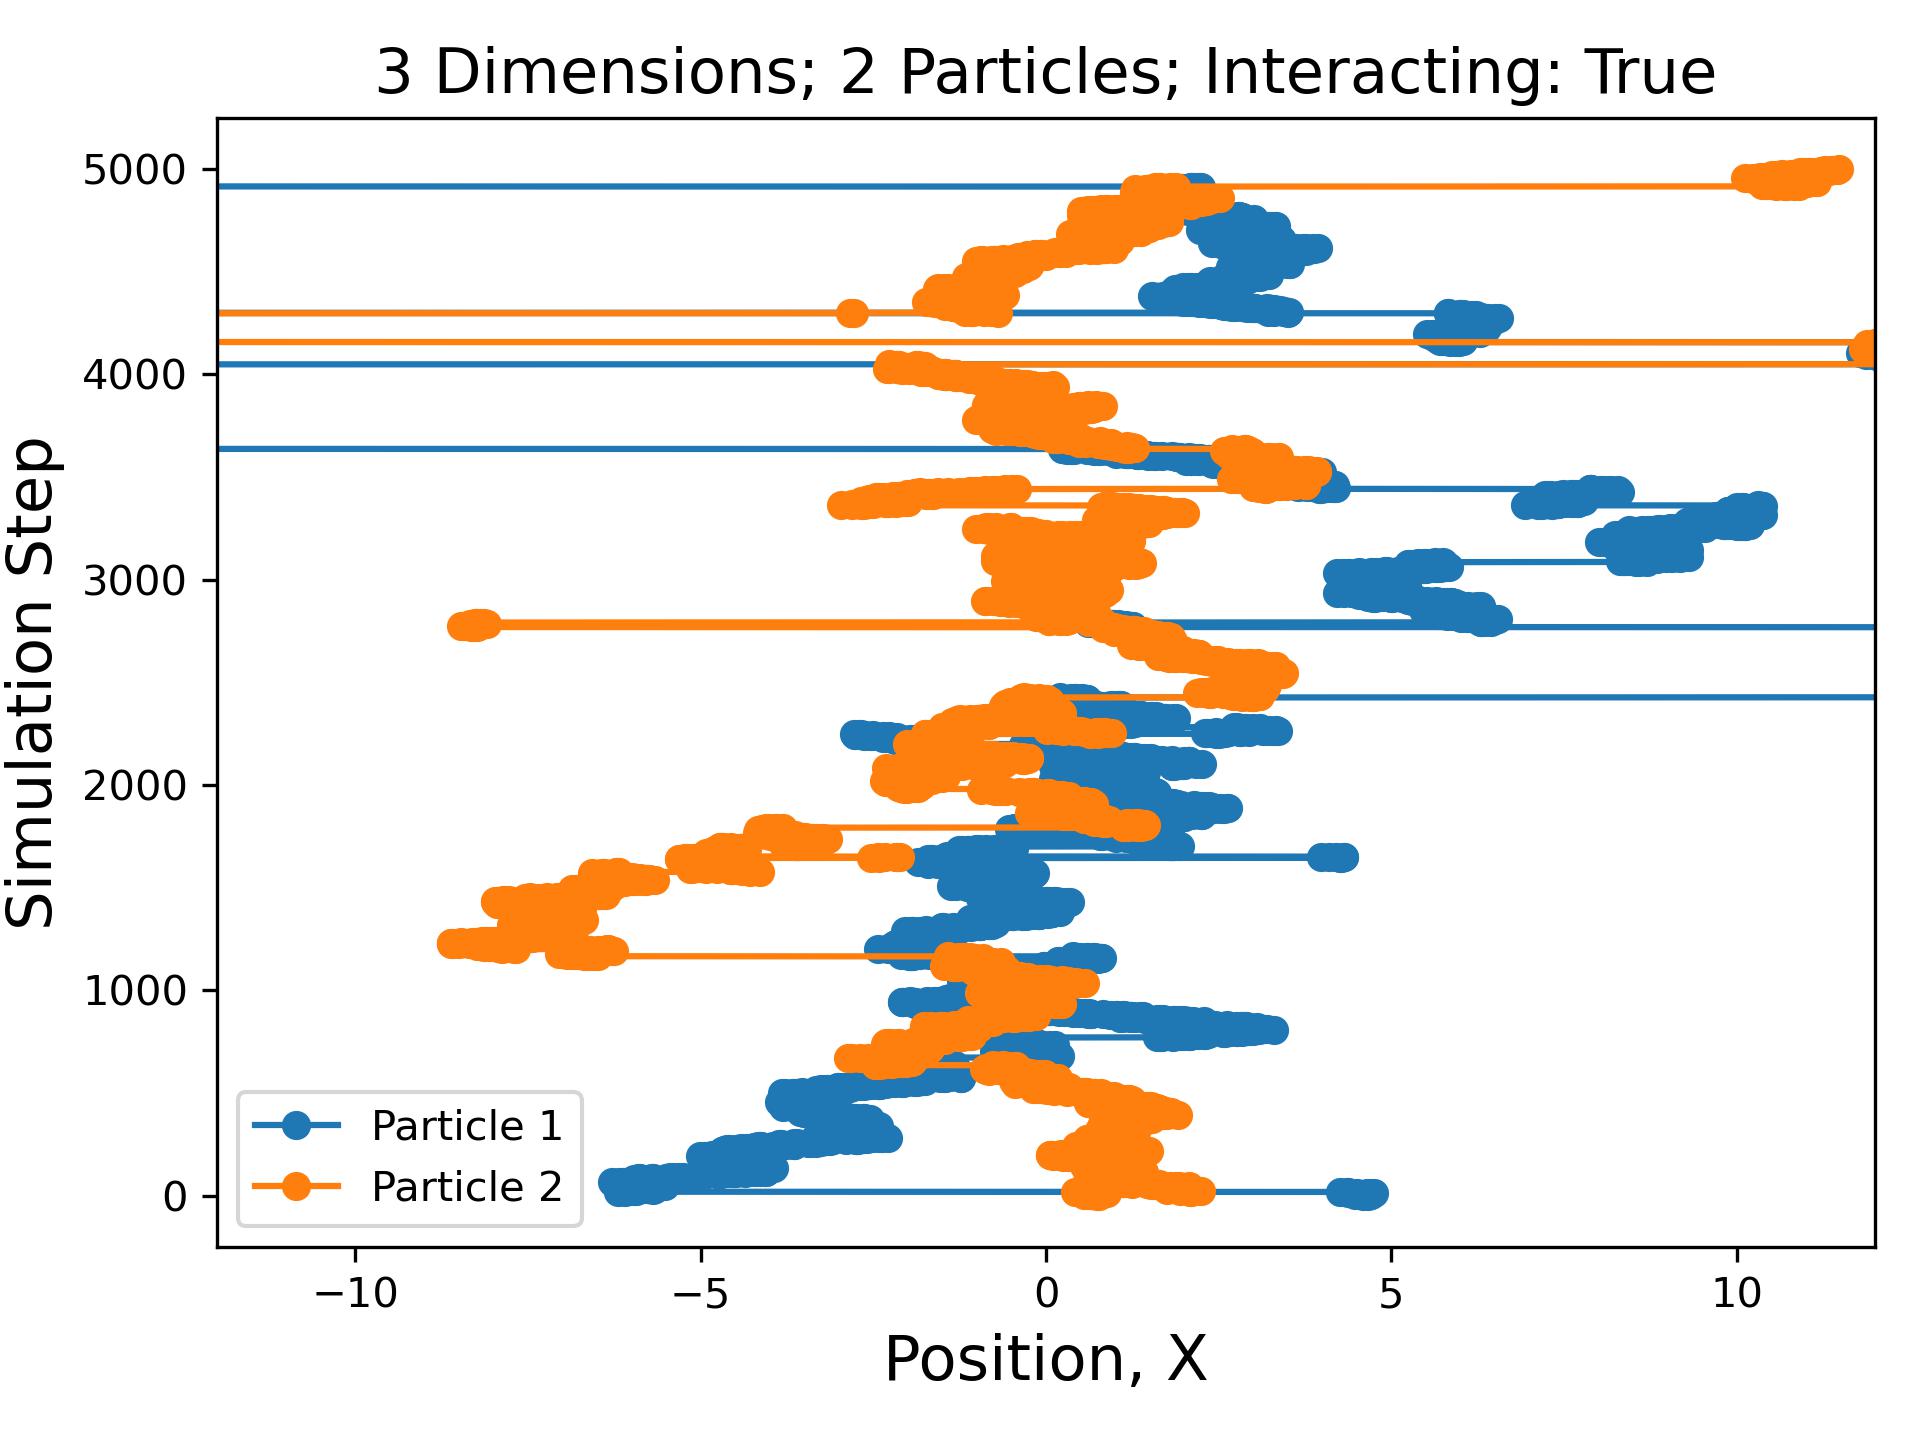 3 Dimensions; 2 Particles; Interacting: True
Simulation Step
5000
4000
3000
2000
1000
0
Particle 1
Particle 2
−10
−5
0
5
10
Position, X